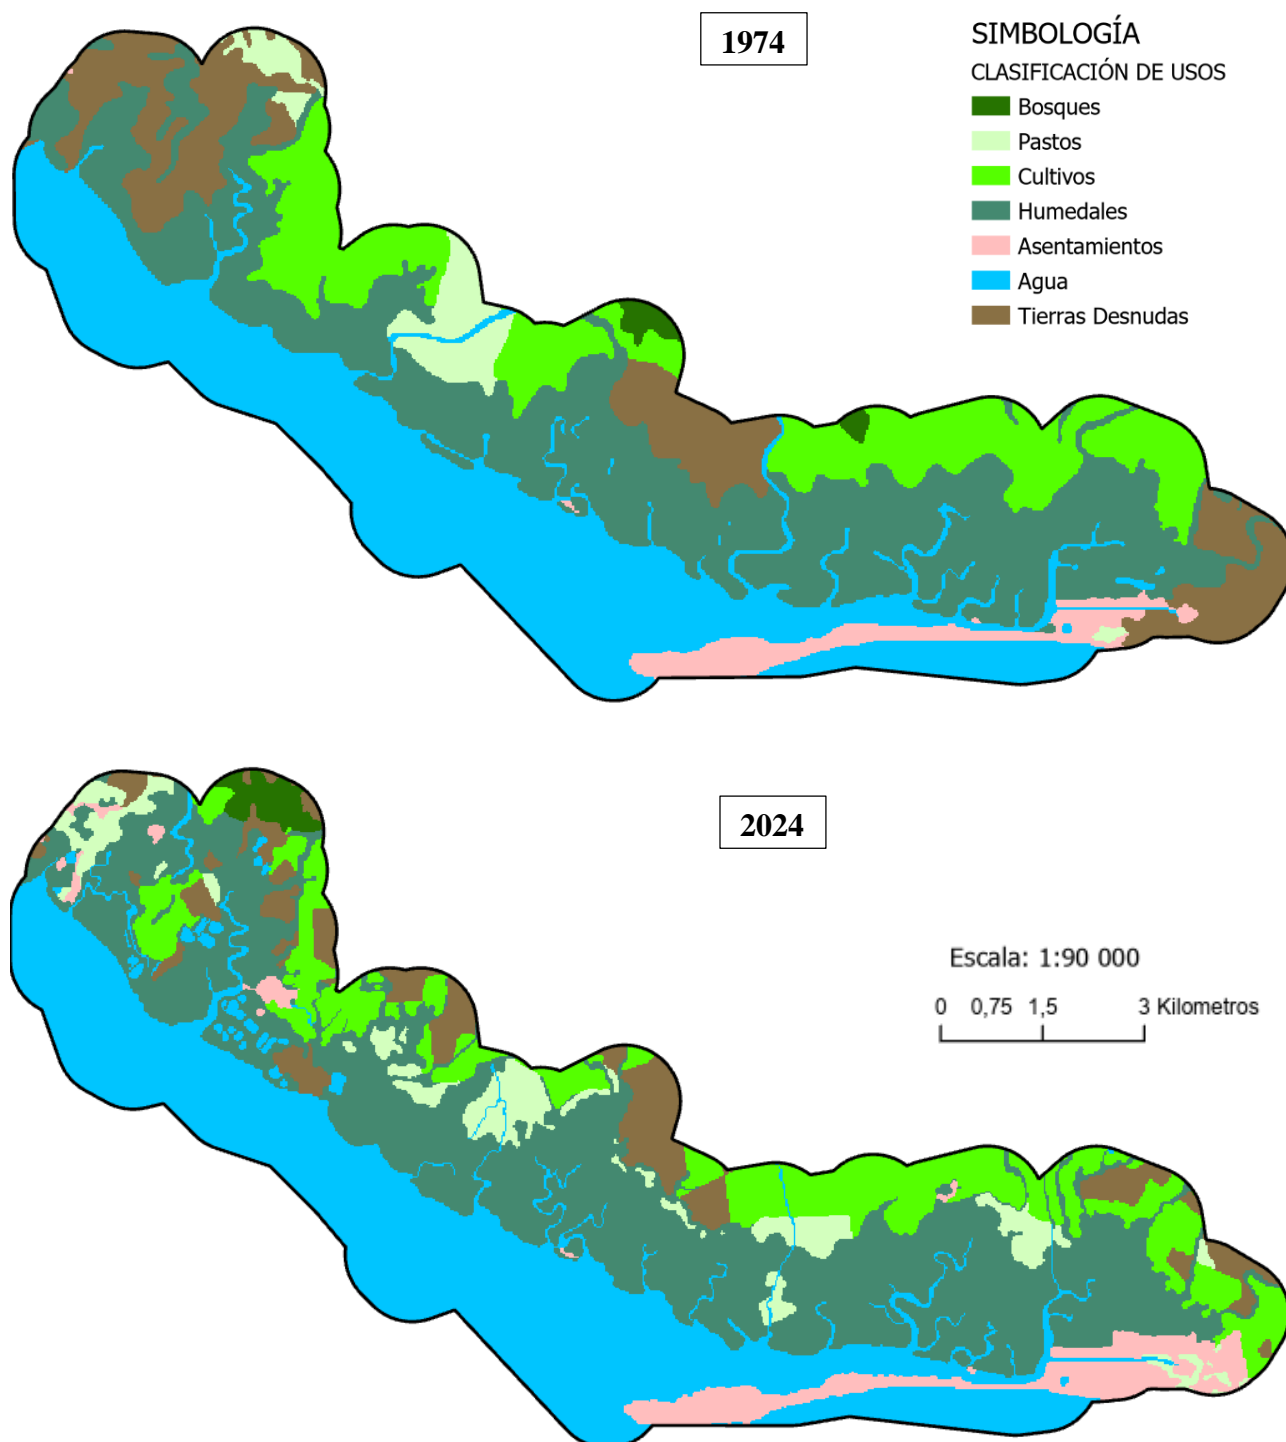 1974
SIMBOLOGÍA
CLASIFICACIÓN DE USOS
Bosques
Pastos
Cultivos
Humedales
Asentamientos
Agua
Tierras Desnudas
2024
Escala: 1:90 000
0 0,75 1,5 3 Kilometros